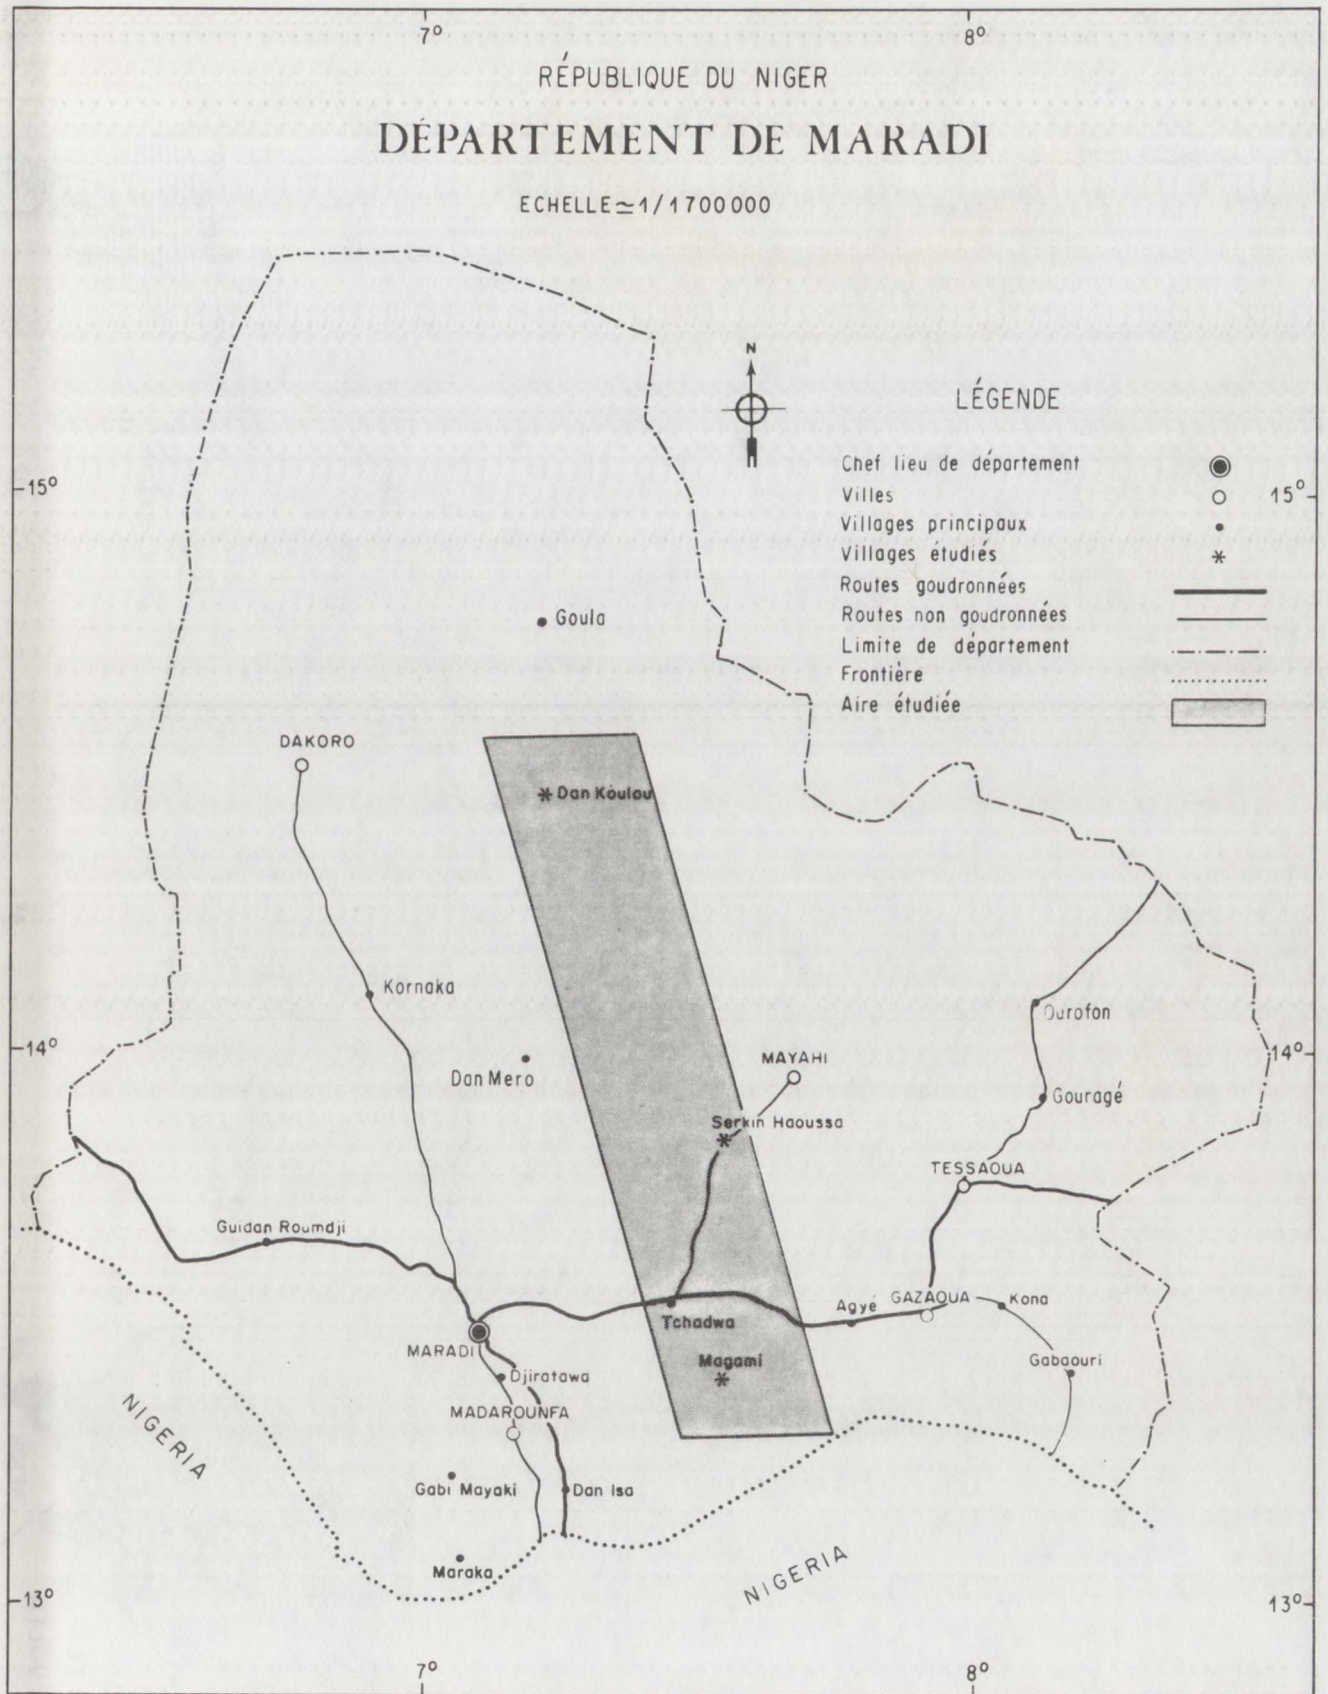 7° 8°
RÉPUBLIQUE DU NIGER
DÉPARTEMENT DE MARADI
ECHELLE≃1/1700000
N
LÉGENDE
Chef lieu de département
Villes
Villages principaux
Villages étudiés
Routes goudronnées
Routes non goudronnées
Limite de département
Frontière
Aire étudiée
15° 15°
Goula
DAKORO
Dan Koulou
Kornaka
Ourofon
14° 14°
MAYAHI
Dan Mero
Gouragé
Serkin Haoussa
TESSAOUA
Guidan Roumdji
GAZAOUA
Kona
Agyé
Tchadwa
MARADI
Magami
Gabaouri
Djiratawa
MADAROUNFA
NIGERIA
Gabi Mayaki
Dan Isa
Maraka
NIGERIA
13° 13°
7° 8°